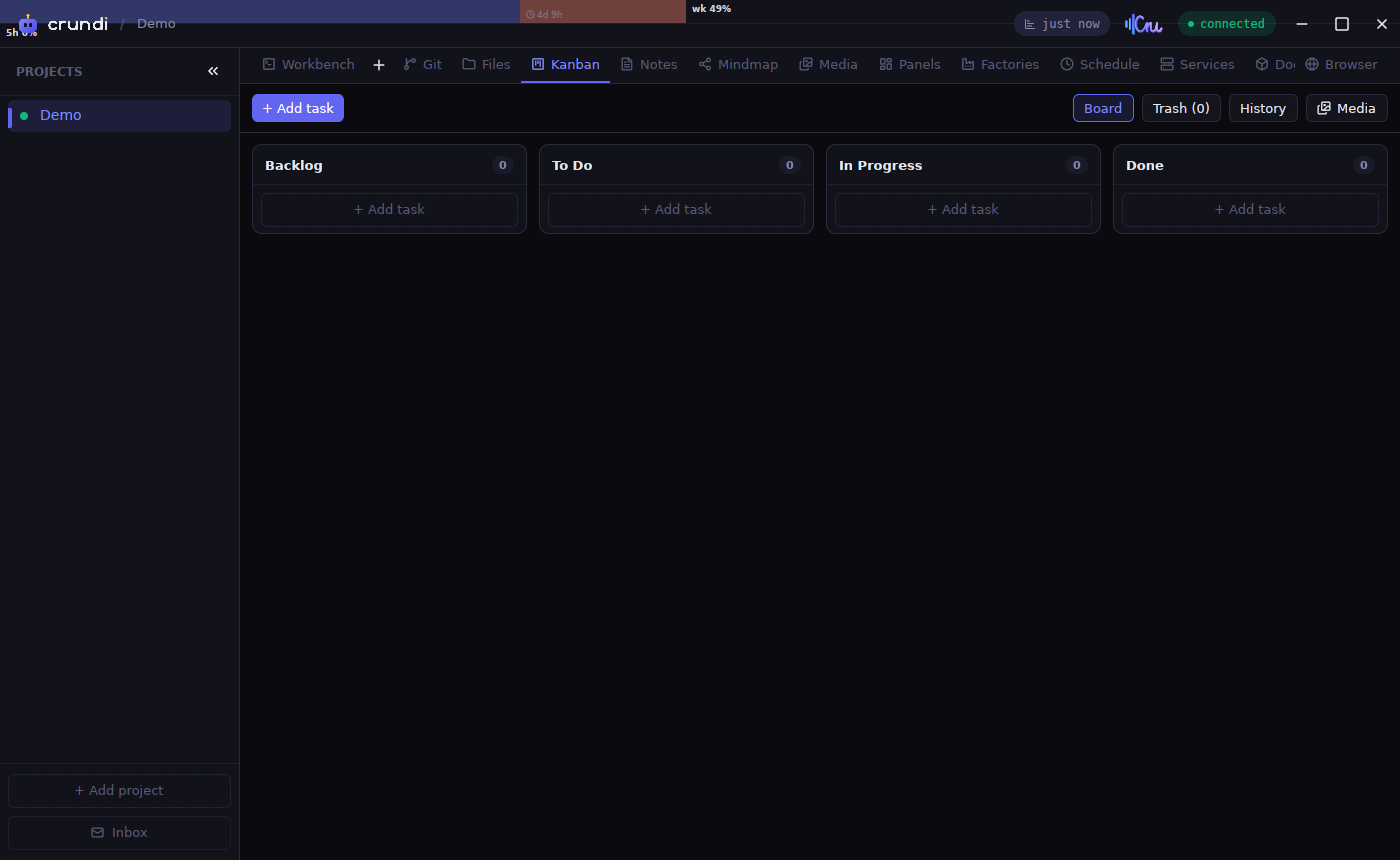 4d 9h
wk 49%
crundi / Demo
5h 0%
just now
Cru
connected
PROJECTS
Workbench
Git
Files
Kanban
Notes
Mindmap
Media
Panels
Factories
Schedule
Services
Doc
Browser
Demo
+ Add task
Board
Trash (0)
History
Media
Backlog 0
To Do 0
In Progress 0
Done 0
+ Add task
+ Add task
+ Add task
+ Add task
+ Add project
Inbox